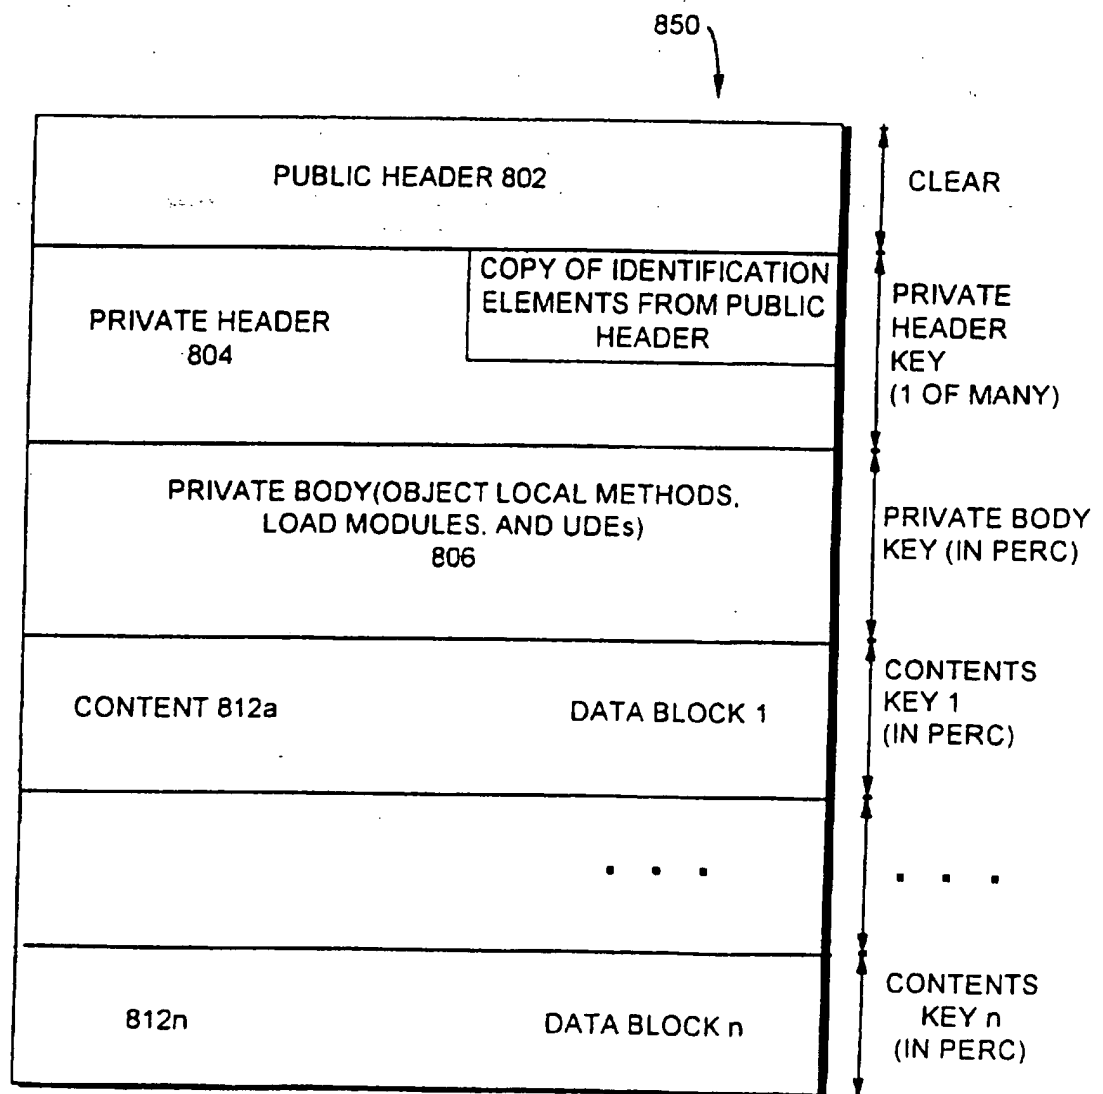 850
PUBLIC HEADER 802
CLEAR
PRIVATE HEADER
804
COPY OF IDENTIFICATION
ELEMENTS FROM PUBLIC
HEADER
PRIVATE
HEADER
KEY
(1 OF MANY)
PRIVATE BODY(OBJECT LOCAL METHODS,
LOAD MODULES, AND UDEs)
806
PRIVATE BODY
KEY (IN PERC)
CONTENT 812a
DATA BLOCK 1
CONTENTS
KEY 1
(IN PERC)
. . .
. . .
812n
DATA BLOCK n
CONTENTS
KEY n
(IN PERC)